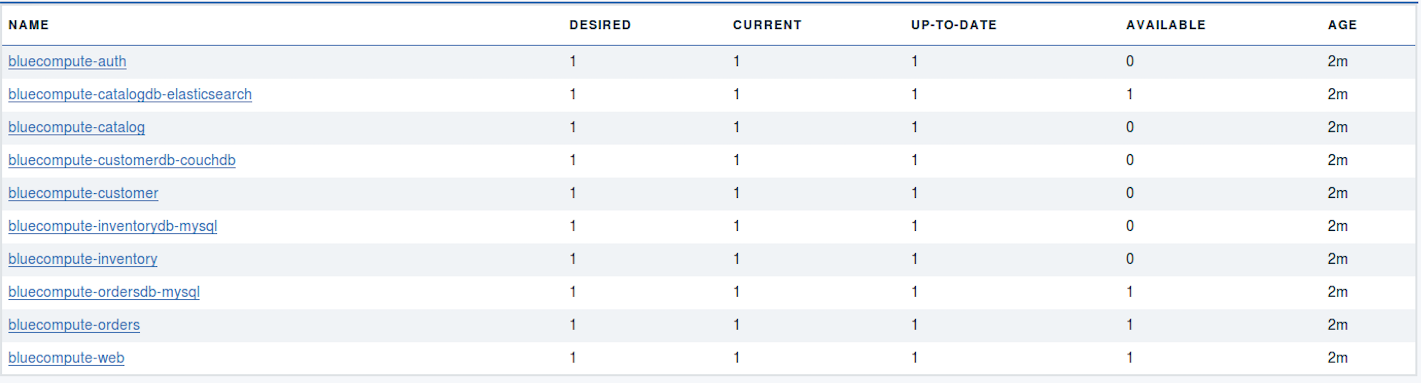 NAME DESIRED CURRENT UP-TO-DATE AVAILABLE AGE
bluecompute-auth 1 1 1 0 2m
bluecompute-catalogdb-elasticsearch 1 1 1 1 2m
bluecompute-catalog 1 1 1 0 2m
bluecompute-customerdb-couchdb 1 1 1 0 2m
bluecompute-customer 1 1 1 0 2m
bluecompute-inventorydb-mysql 1 1 1 0 2m
bluecompute-inventory 1 1 1 0 2m
bluecompute-ordersdb-mysql 1 1 1 1 2m
bluecompute-orders 1 1 1 1 2m
bluecompute-web 1 1 1 1 2m